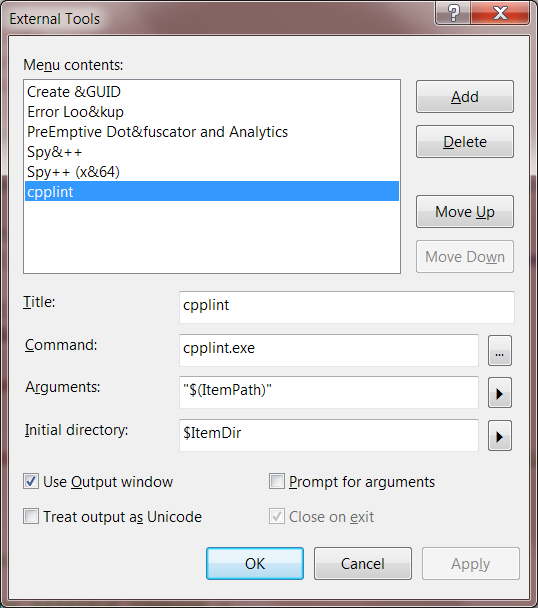 External Tools
?
Menu contents:
Create &GUID
Error Loo&kup
PreEmptive Dot&fuscator and Analytics
Spy&++
Spy++ (x&64)
cpplint
Add
Delete
Move Up
Move Down
Title:
cpplint
Command:
cpplint.exe
...
Arguments:
"$(ItemPath)"
Initial directory:
$ItemDir
Use Output window
Prompt for arguments
Treat output as Unicode
Close on exit
OK
Cancel
Apply